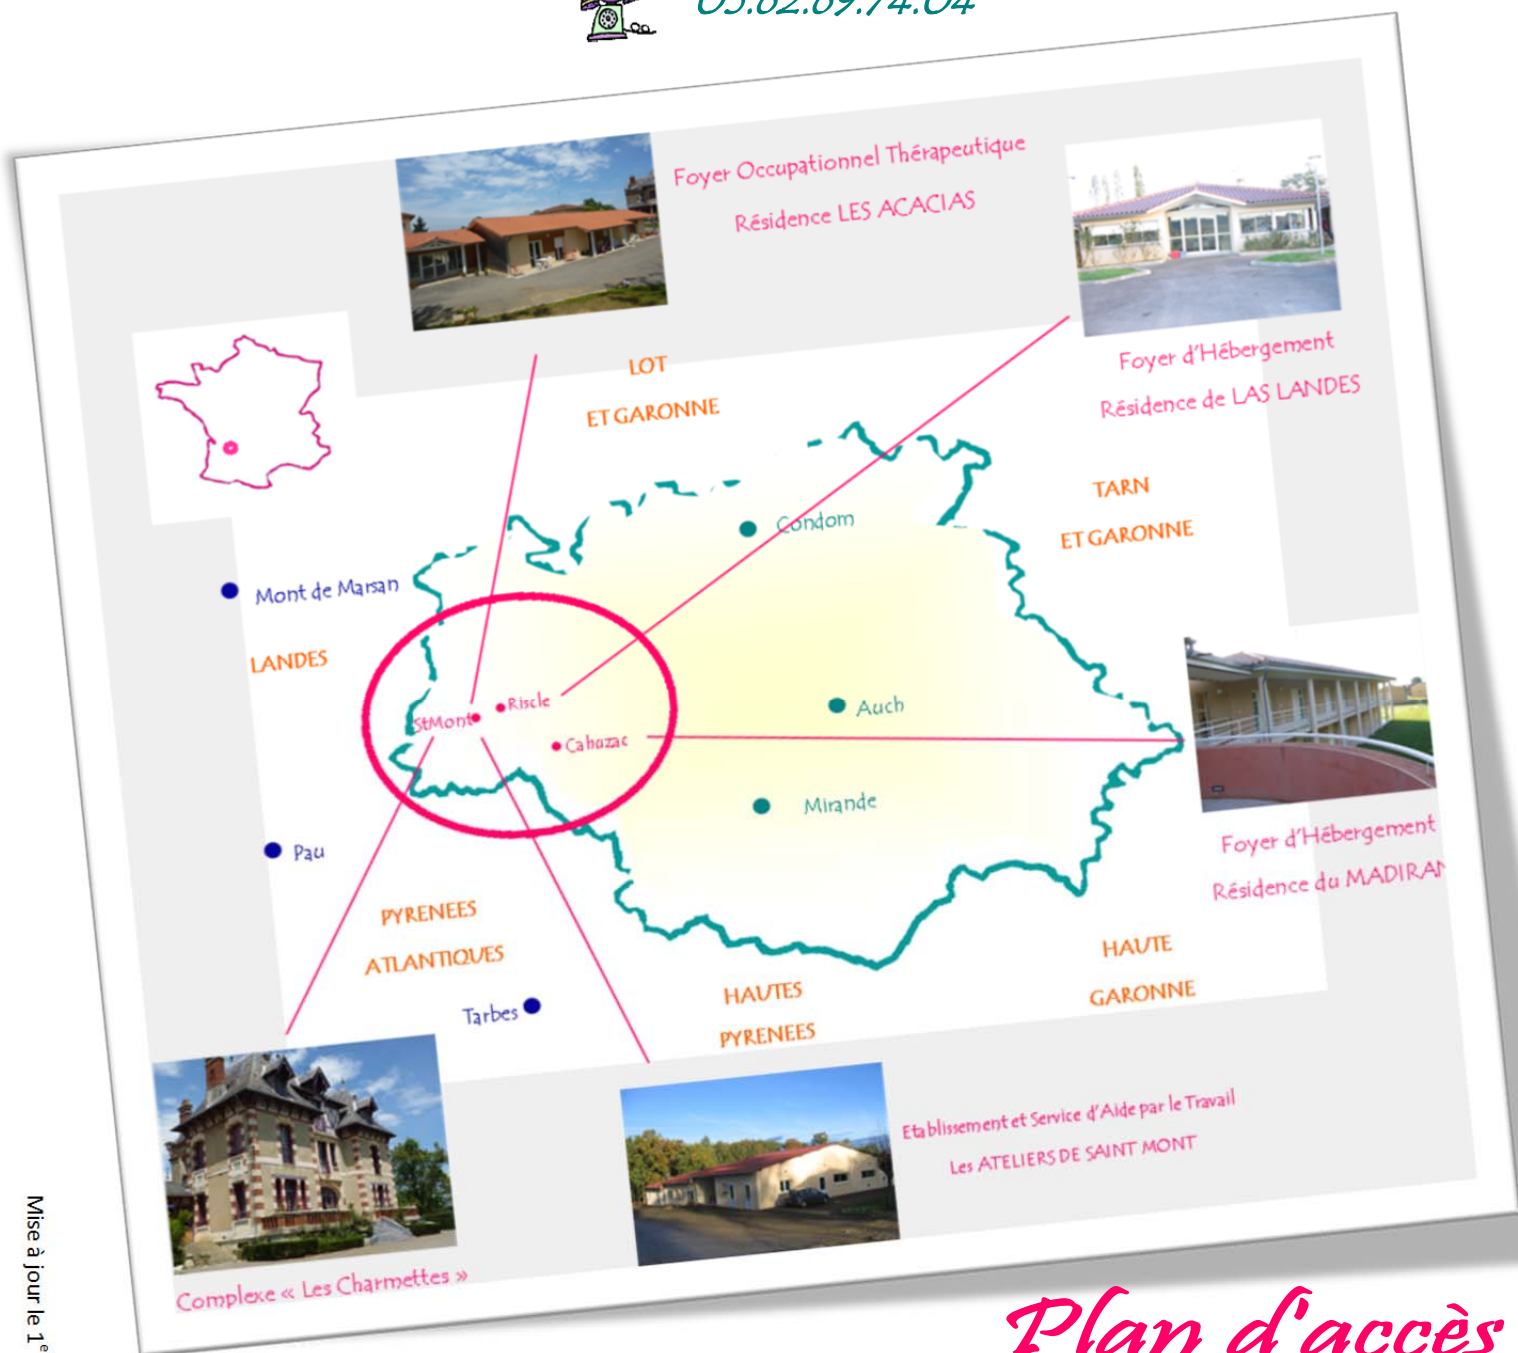 05.62.69.74.04
Foyer Occupationnel Thérapeutique
Résidence LES ACACIAS
Foyer d'Hébergement
Résidence de LAS LANDES
LOT
ET GARONNE
TARN
ET GARONNE
Condom
Mont de Marsan
LANDES
StMont
Riscle
Cahuzac
Auch
Mirande
Pau
Foyer d'Hébergement
Résidence du MADIRAN
PYRENEES
ATLANTIQUES
Tarbes
HAUTES
PYRENEES
HAUTE
GARONNE
Etablissement et Service d'Aide par le Travail
Les ATELIERS DE SAINT MONT
Complexe « Les Charmettes »
Mise à jour le 1e
Plan d'accès